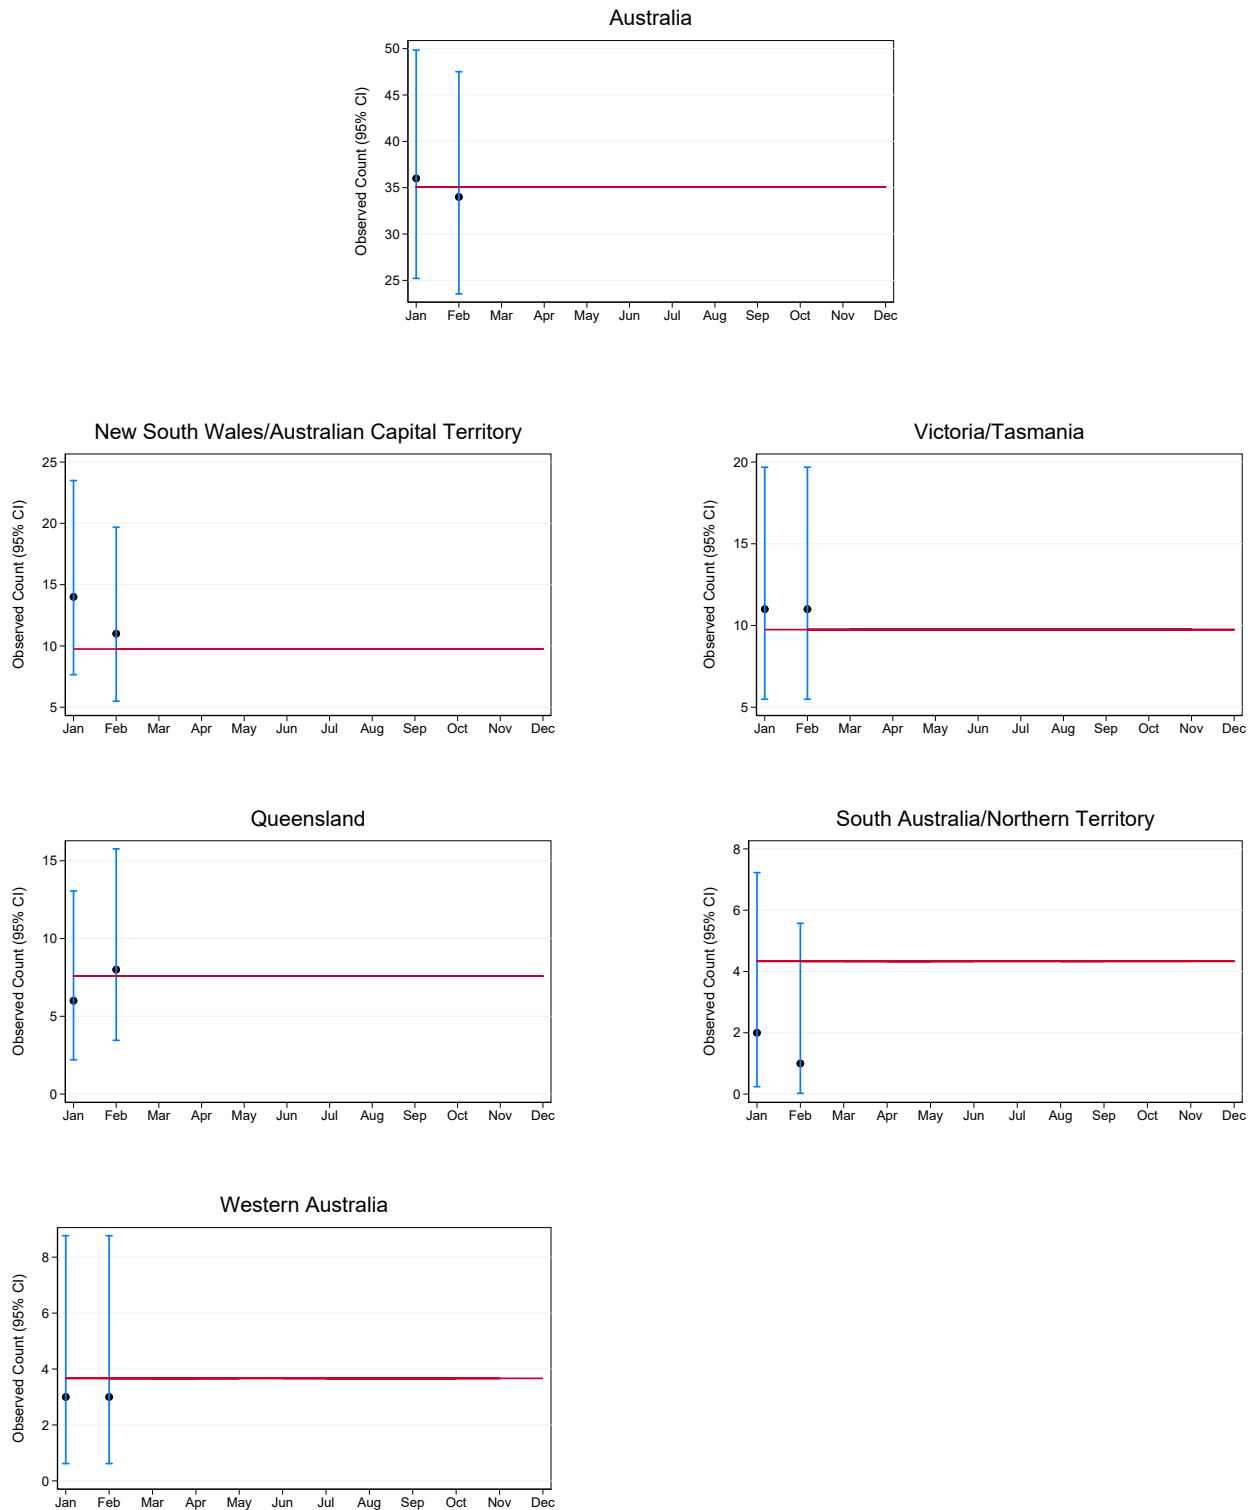 Australia
Observed Count (95% CI)
50
45
40
35
30
25
Jan Feb Mar Apr May Jun Jul Aug Sep Oct Nov Dec
New South Wales/Australian Capital Territory
Observed Count (95% CI)
25
20
15
10
5
Jan Feb Mar Apr May Jun Jul Aug Sep Oct Nov Dec
Victoria/Tasmania
Observed Count (95% CI)
20
15
10
5
Jan Feb Mar Apr May Jun Jul Aug Sep Oct Nov Dec
Queensland
Observed Count (95% CI)
15
10
5
0
Jan Feb Mar Apr May Jun Jul Aug Sep Oct Nov Dec
South Australia/Northern Territory
Observed Count (95% CI)
8
6
4
2
0
Jan Feb Mar Apr May Jun Jul Aug Sep Oct Nov Dec
Western Australia
Observed Count (95% CI)
8
6
4
2
0
Jan Feb Mar Apr May Jun Jul Aug Sep Oct Nov Dec